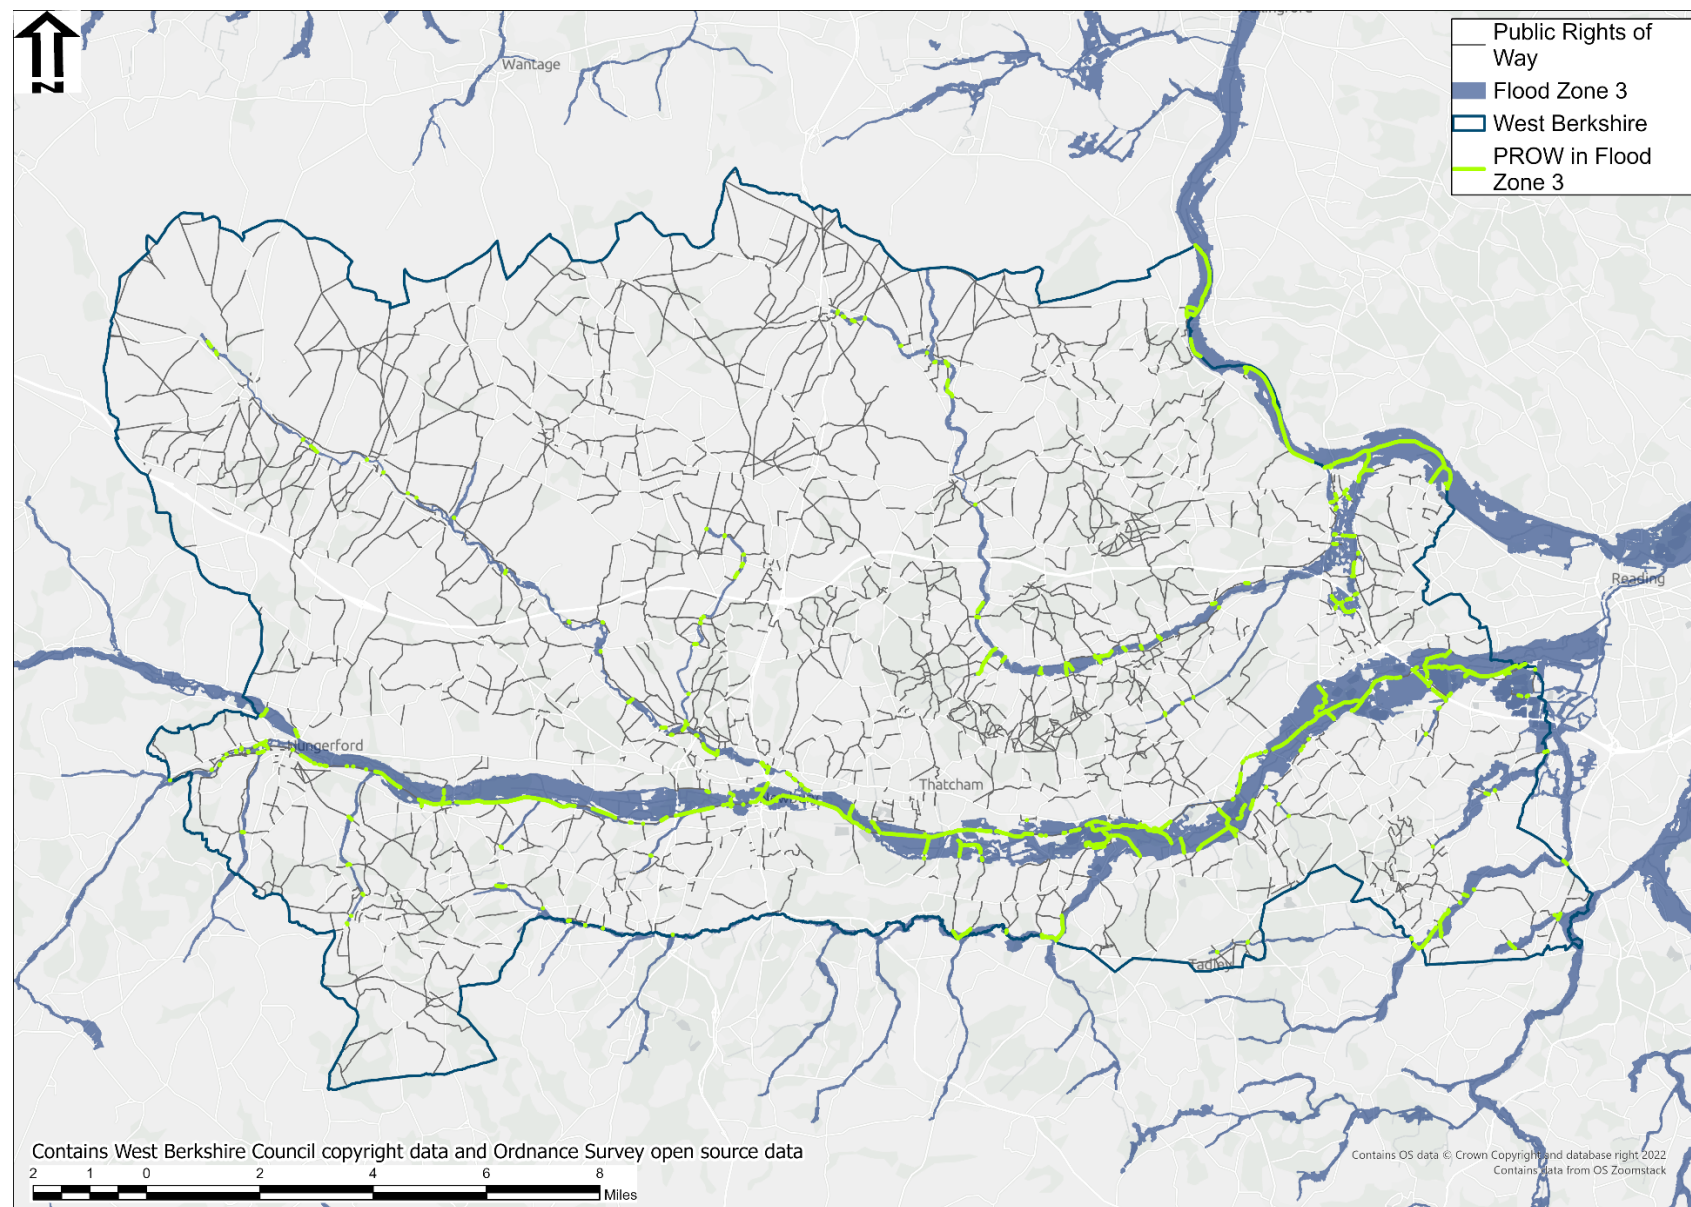 Wantage
Public Rights of
Way
Flood Zone 3
West Berkshire
PROW in Flood
Zone 3
N
Reading
Hungerford
Thatcham
Tadley
Contains West Berkshire Council copyright data and Ordnance Survey open source data
2 1 0 2 4 6 8
Miles
Contains OS data © Crown Copyright and database right 2022
Contains data from OS Zoomstack